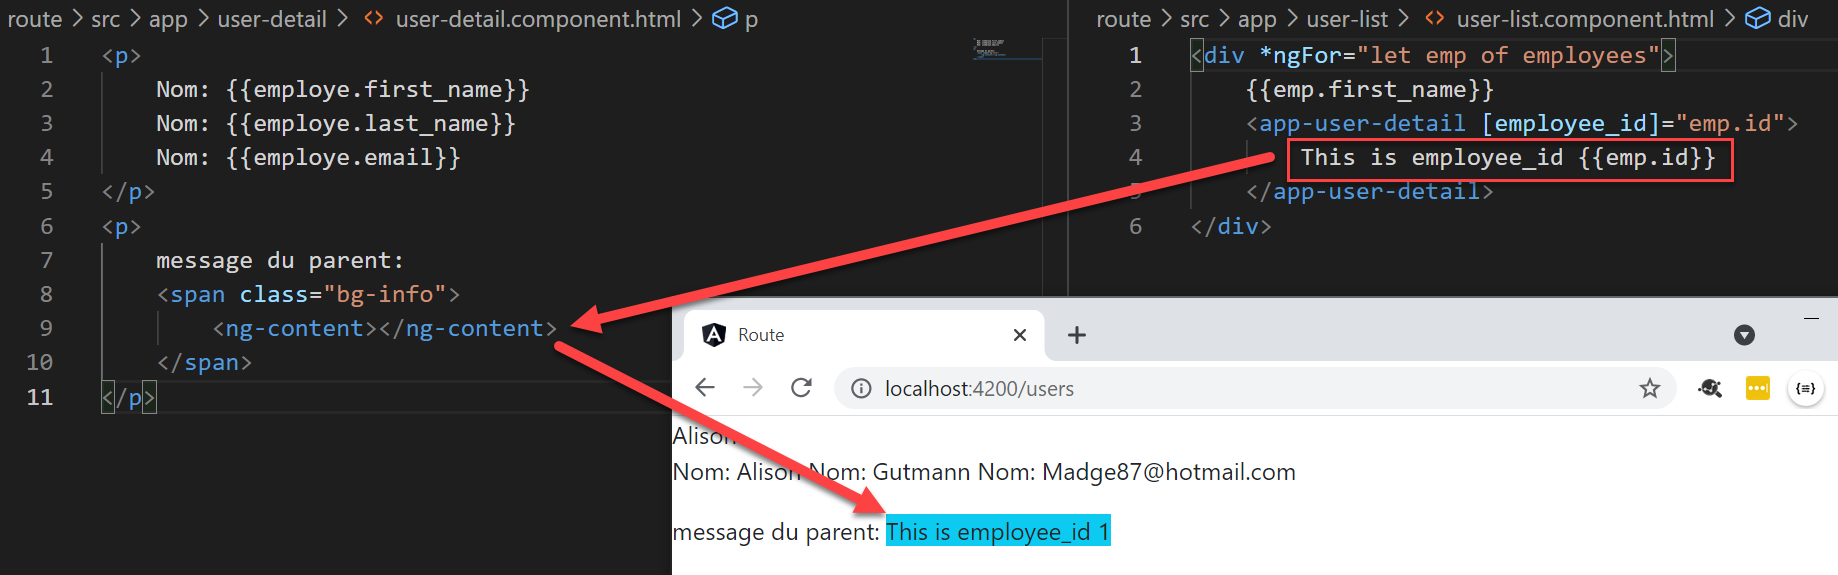 route > src > app > user-detail > <> user-detail.component.html > p
1 <p>
2 Nom: {{employe.first_name}}
3 Nom: {{employe.last_name}}
4 Nom: {{employe.email}}
5 </p>
6 <p>
7 message du parent:
8 <span class="bg-info">
9 <ng-content></ng-content>
10 </span>
11 </p>
route > src > app > user-list > <> user-list.component.html > div
1 <div *ngFor="let emp of employees">
2 {{emp.first_name}}
3 <app-user-detail [employee_id]="emp.id">
4 This is employee_id {{emp.id}}
5 </app-user-detail>
6 </div>
Route
localhost:4200/users
Alison
Nom: Alison Nom: Gutmann Nom: Madge87@hotmail.com
message du parent: This is employee_id 1